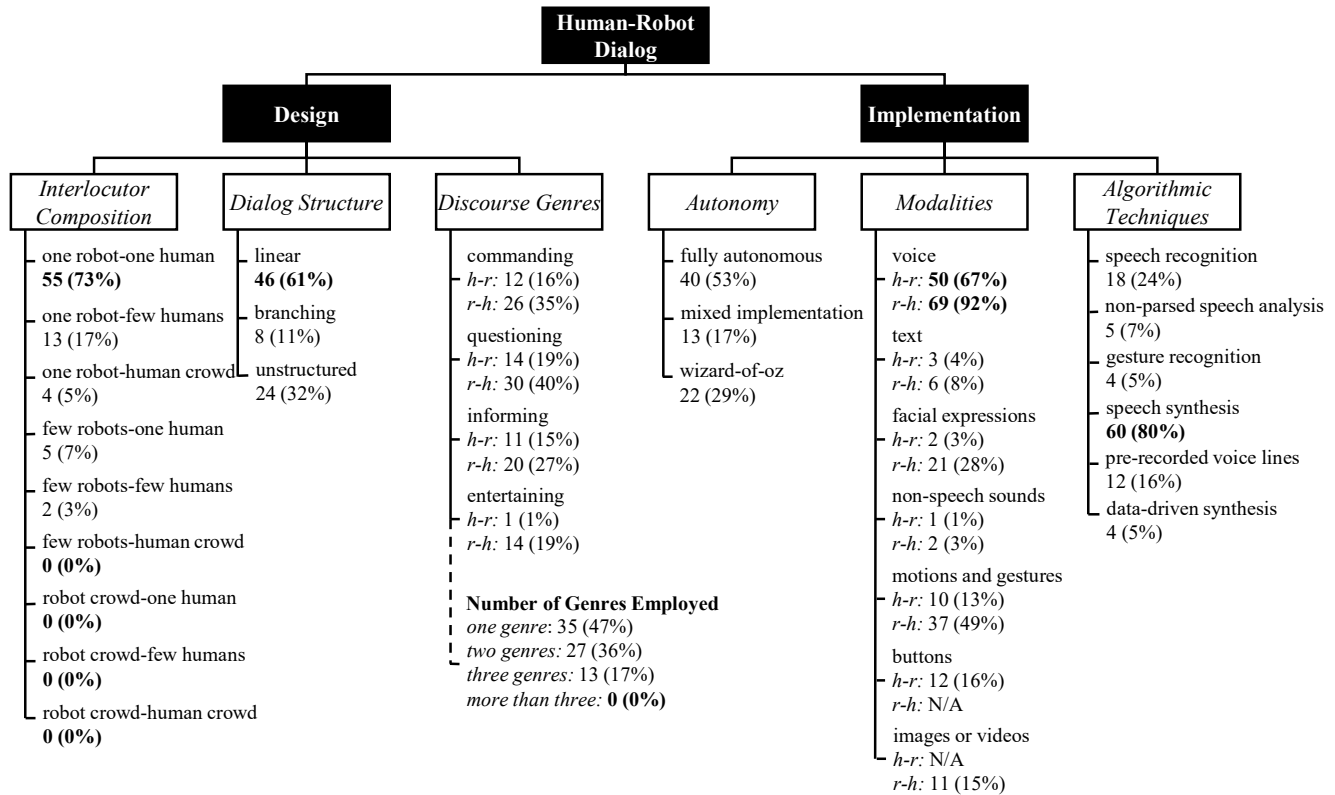 Human-Robot
Dialog
Design
Implementation
Interlocutor
Composition
one robot-one human
55 (73%)
one robot-few humans
13 (17%)
one robot-human crowd
4 (5%)
few robots-one human
5 (7%)
few robots-few humans
2 (3%)
few robots-human crowd
0 (0%)
robot crowd-one human
0 (0%)
robot crowd-few humans
0 (0%)
robot crowd-human crowd
0 (0%)
Dialog Structure
linear
46 (61%)
branching
8 (11%)
unstructured
24 (32%)
Discourse Genres
commanding
h-r: 12 (16%)
r-h: 26 (35%)
questioning
h-r: 14 (19%)
r-h: 30 (40%)
informing
h-r: 11 (15%)
r-h: 20 (27%)
entertaining
h-r: 1 (1%)
r-h: 14 (19%)
Number of Genres Employed
one genre: 35 (47%)
two genres: 27 (36%)
three genres: 13 (17%)
more than three: 0 (0%)
Autonomy
fully autonomous
40 (53%)
mixed implementation
13 (17%)
wizard-of-oz
22 (29%)
Modalities
voice
h-r: 50 (67%)
r-h: 69 (92%)
text
h-r: 3 (4%)
r-h: 6 (8%)
facial expressions
h-r: 2 (3%)
r-h: 21 (28%)
non-speech sounds
h-r: 1 (1%)
r-h: 2 (3%)
motions and gestures
h-r: 10 (13%)
r-h: 37 (49%)
buttons
h-r: 12 (16%)
r-h: N/A
images or videos
h-r: N/A
r-h: 11 (15%)
Algorithmic
Techniques
speech recognition
18 (24%)
non-parsed speech analysis
5 (7%)
gesture recognition
4 (5%)
speech synthesis
60 (80%)
pre-recorded voice lines
12 (16%)
data-driven synthesis
4 (5%)